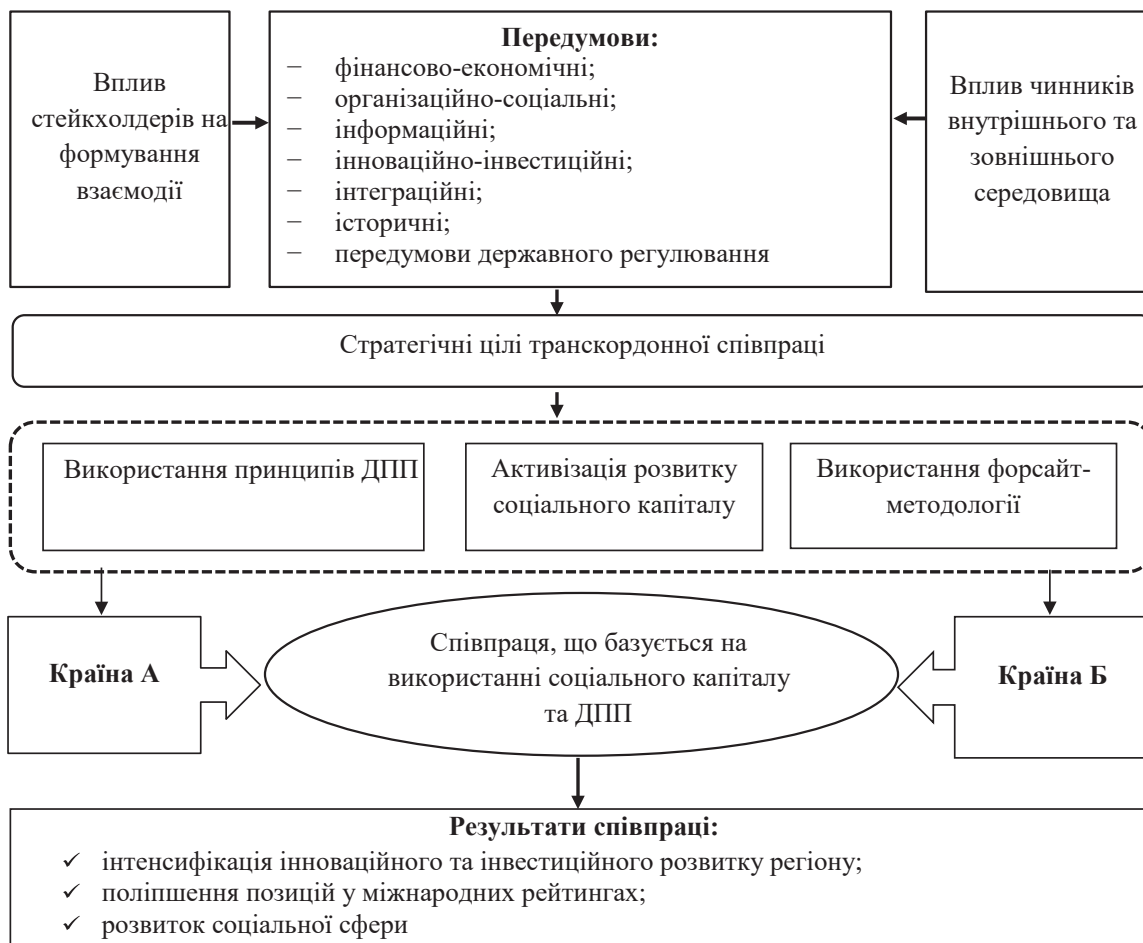 Вплив
стейкхолдерів на
формування
взаємодії
Передумови:
– фінансово-економічні;
– організаційно-соціальні;
– інформаційні;
– інноваційно-інвестиційні;
– інтеграційні;
– історичні;
– передумови державного регулювання
Вплив чинників
внутрішнього та
зовнішнього
середовища
Стратегічні цілі транскордонної співпраці
Використання принципів ДПП
Активізація розвитку
соціального капіталу
Використання форсайт-
методології
Країна А
Співпраця, що базується на
використанні соціального капіталу
та ДПП
Країна Б
Результати співпраці:
✓ інтенсифікація інноваційного та інвестиційного розвитку регіону;
✓ поліпшення позицій у міжнародних рейтингах;
✓ розвиток соціальної сфери